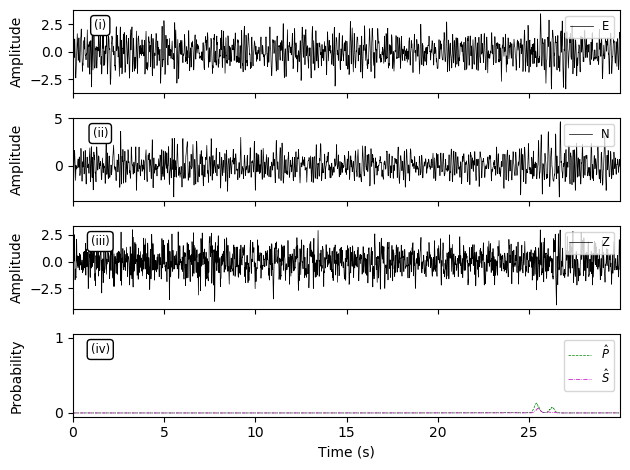 Amplitude
2.5
0.0
−2.5
(i)
E
Amplitude
5
0
(ii)
N
Amplitude
2.5
0.0
−2.5
(iii)
Z
Probability
1
0
(iv)
P̂
Ŝ
0 5 10 15 20 25
Time (s)